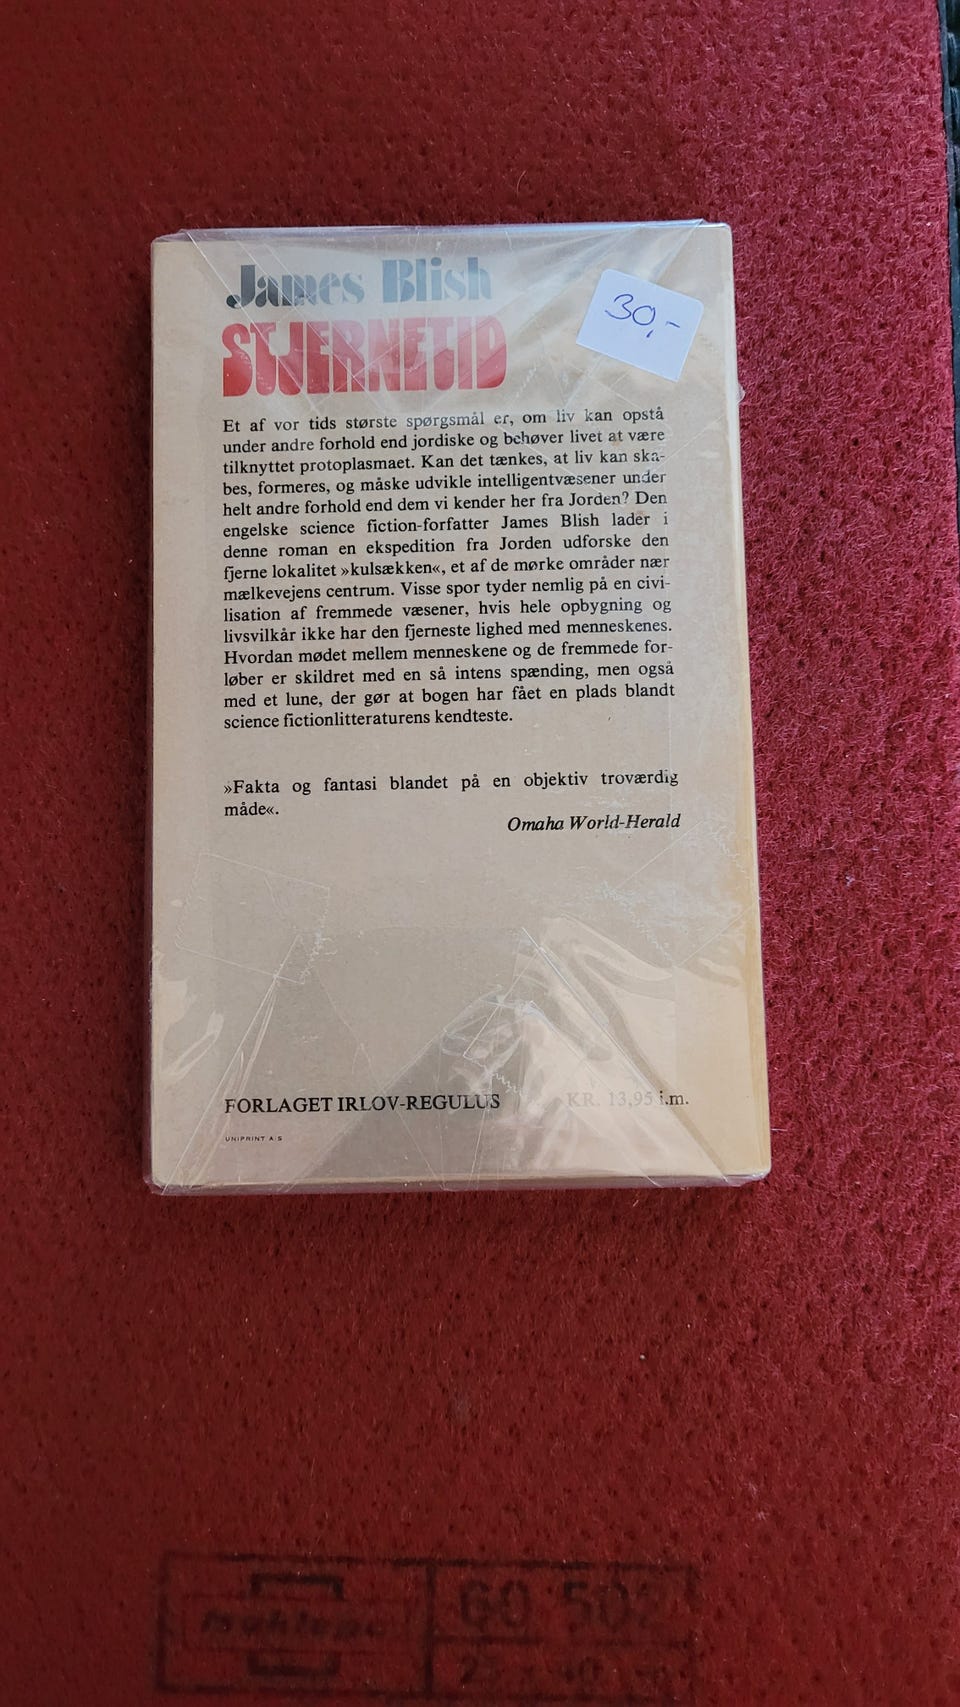 James Blish
30,-
STJERNETID
Et af vor tids største spørgsmål er, om liv kan opstå
under andre forhold end jordiske og behøver livet at være
tilknyttet protoplasmaet. Kan det tænkes, at liv kan ska-
bes, formeres, og måske udvikle intelligentvæsener under
helt andre forhold end dem vi kender her fra Jorden? Den
engelske science fiction-forfatter James Blish lader i
denne roman en ekspedition fra Jorden udforske den
fjerne lokalitet »kulsækken«, et af de mørke områder nær
mælkevejens centrum. Visse spor tyder nemlig på en civi-
lisation af fremmede væsener, hvis hele opbygning og
livsvilkår ikke har den fjerneste lighed med menneskenes.
Hvordan mødet mellem menneskene og de fremmede for-
løber er skildret med en så intens spænding, men også
med et lune, der gør at bogen har fået en plads blandt
science fictionlitteraturens kendteste.
»Fakta og fantasi blandet på en objektiv troværdig
måde«.
Omaha World-Herald
FORLAGET IRLOV-REGULUS KR. 13,95 i.m.
UNIPRINT A/S
GO 502